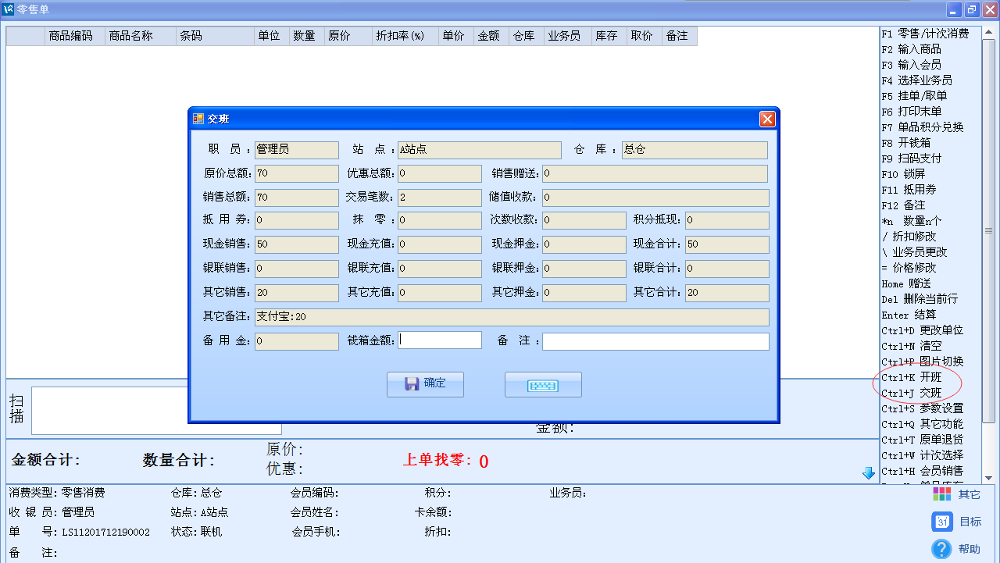 零售单
商品编码 商品名称 条码 单位 数量 原价 折扣率(%) 单价 金额 仓库 业务员 库存 取价 备注
交班
职 员： 管理员 站 点： A站点 仓 库： 总仓
原价总额： 70 优惠总额： 0 销售赠送： 0
销售总额： 70 交易笔数： 2 储值收款： 0
抵 用 券： 0 抹 零： 0 次数收款： 0 积分抵现： 0
现金销售： 50 现金充值： 0 现金押金： 0 现金合计： 50
银联销售： 0 银联充值： 0 银联押金： 0 银联合计： 0
其它销售： 20 其它充值： 0 其它押金： 0 其它合计： 20
其它备注： 支付宝:20
备 用 金： 0 钱箱金额： 备 注：
确定
F1 零售/计次消费
F2 输入商品
F3 输入会员
F4 选择业务员
F5 挂单/取单
F6 打印末单
F7 单品积分兑换
F8 开钱箱
F9 扫码支付
F10 锁屏
F11 抵用券
F12 备注
*n 数量n个
/ 折扣修改
\ 业务员更改
= 价格修改
Home 赠送
Del 删除当前行
Enter 结算
Ctrl+D 更改单位
Ctrl+N 清空
Ctrl+P 图片切换
Ctrl+K 开班
Ctrl+J 交班
Ctrl+S 参数设置
Ctrl+Q 其它功能
Ctrl+T 原单退货
Ctrl+W 计次选择
Ctrl+H 会员销售
扫描
金额：
金额合计： 数量合计： 原价： 上单找零：0
优惠：
消费类型：零售消费 仓库：总仓 会员编码： 积分： 业务员：
收 银 员：管理员 站点：A站点 会员姓名： 卡余额：
单 号：LS11201712190002 状态：联机 会员手机： 折扣：
备 注：
其它
31 目标
? 帮助